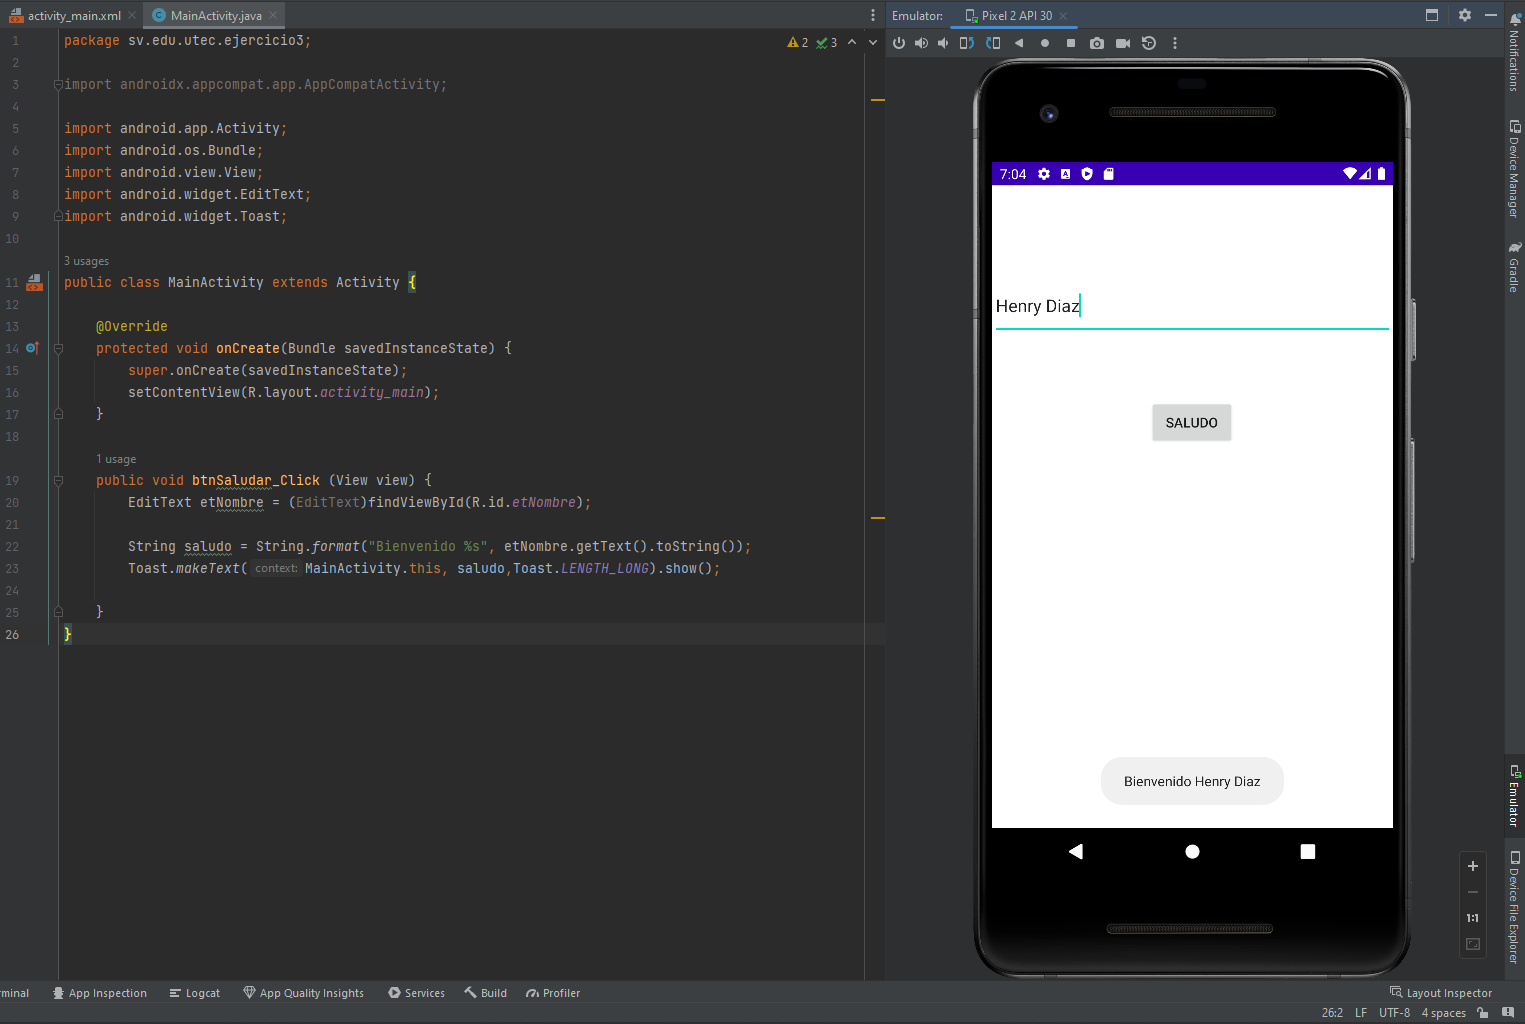 activity_main.xml
MainActivity.java
Emulator:
Pixel 2 API 30
1 package sv.edu.utec.ejercicio3;
2 3
2
3 import androidx.appcompat.app.AppCompatActivity;
4
5 import android.app.Activity;
6 import android.os.Bundle;
7 import android.view.View;
8 import android.widget.EditText;
9 import android.widget.Toast;
10
3 usages
11 public class MainActivity extends Activity {
12
13 @Override
14 protected void onCreate(Bundle savedInstanceState) {
15 super.onCreate(savedInstanceState);
16 setContentView(R.layout.activity_main);
17 }
18
1 usage
19 public void btnSaludar_Click (View view) {
20 EditText etNombre = (EditText)findViewById(R.id.etNombre);
21
22 String saludo = String.format("Bienvenido %s", etNombre.getText().toString());
23 Toast.makeText( context: MainActivity.this, saludo,Toast.LENGTH_LONG).show();
24
25 }
26 }
7:04
Henry Diaz
SALUDO
Bienvenido Henry Diaz
Notifications
Device Manager
Gradle
Emulator
Device File Explorer
1:1
rminal
App Inspection
Logcat
App Quality Insights
Services
Build
Profiler
Layout Inspector
26:2 LF UTF-8 4 spaces